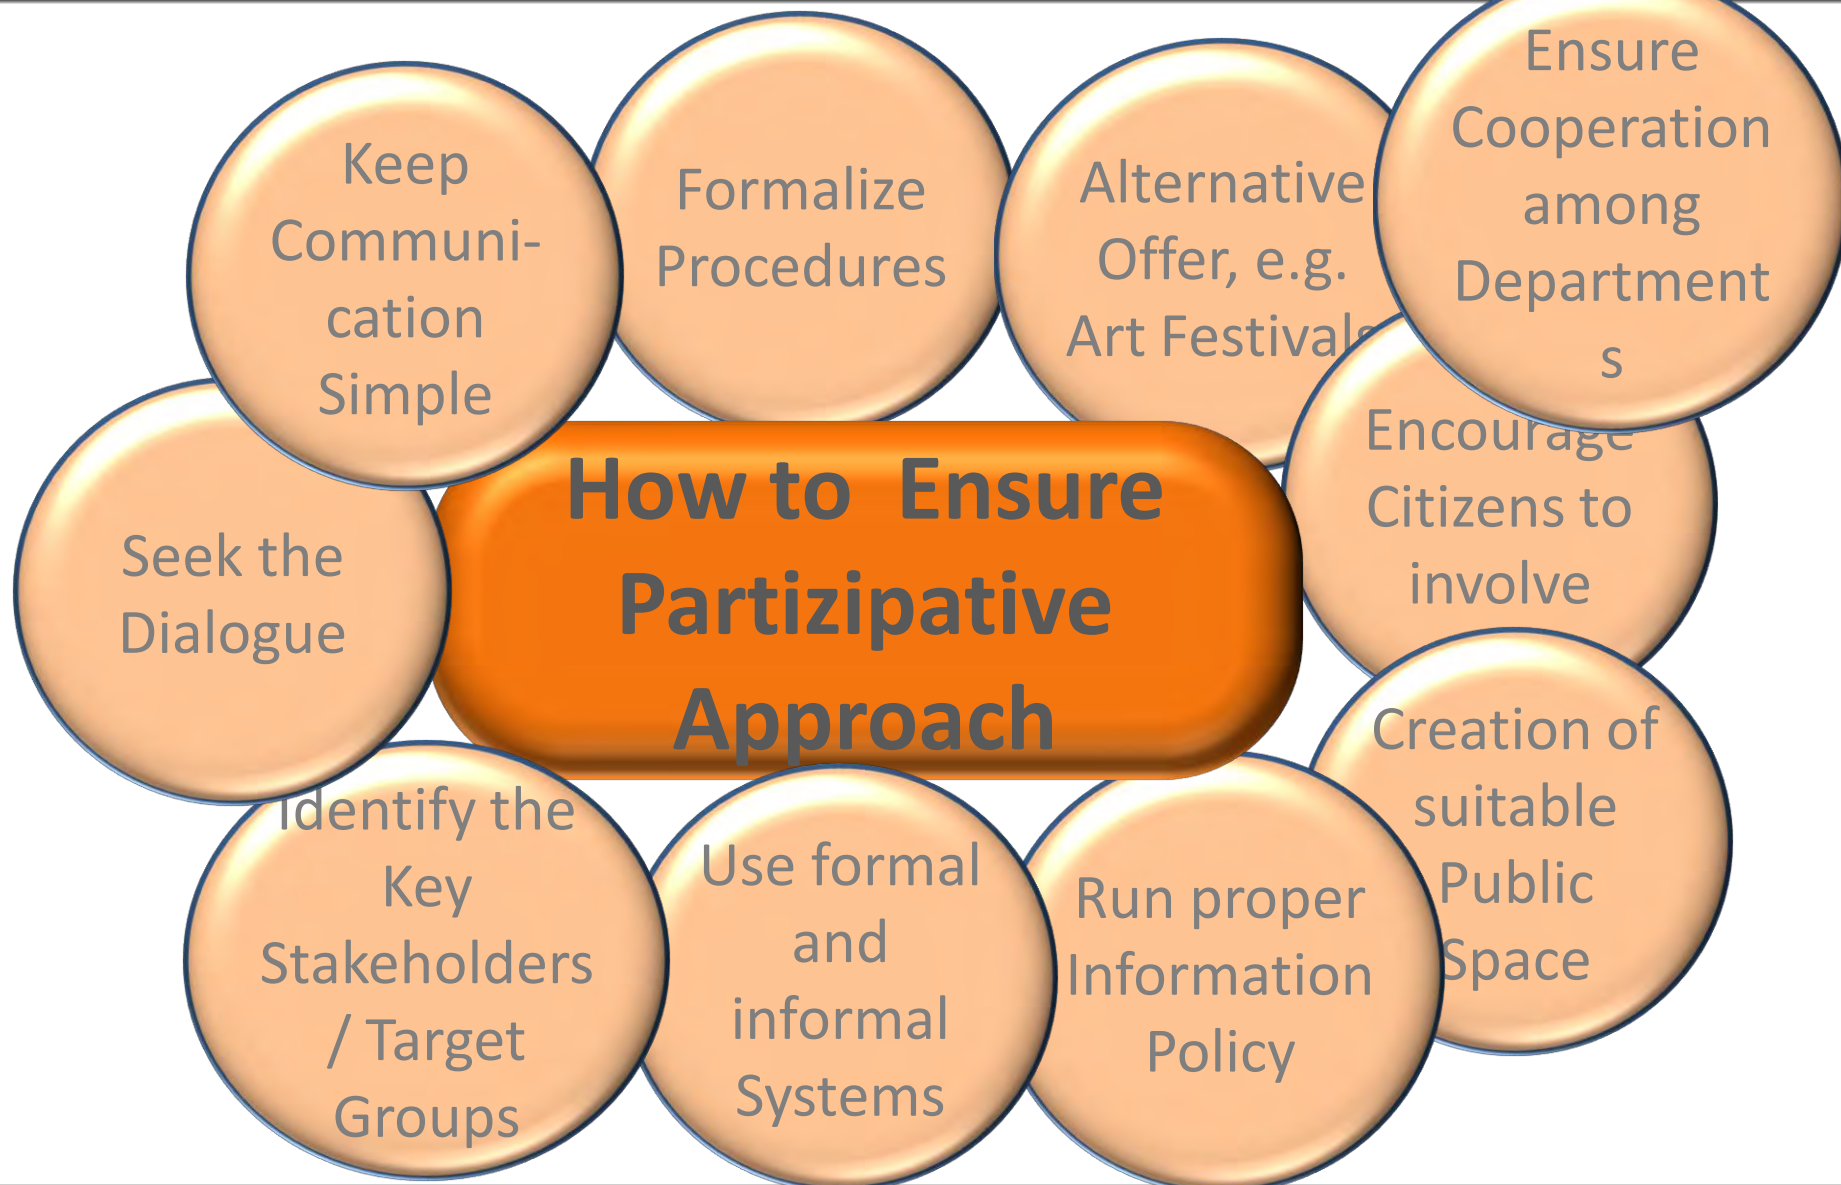 Keep
Communi-
cation
Simple
Formalize
Procedures
Alternative
Offer, e.g.
Art Festivals
Ensure
Cooperation
among
Department
s
Encourage
Citizens to
involve
Creation of
suitable
Public
Space
Run proper
Information
Policy
Use formal
and
informal
Systems
Identify the
Key
Stakeholders
/ Target
Groups
Seek the
Dialogue
How to  Ensure
Partizipative
Approach